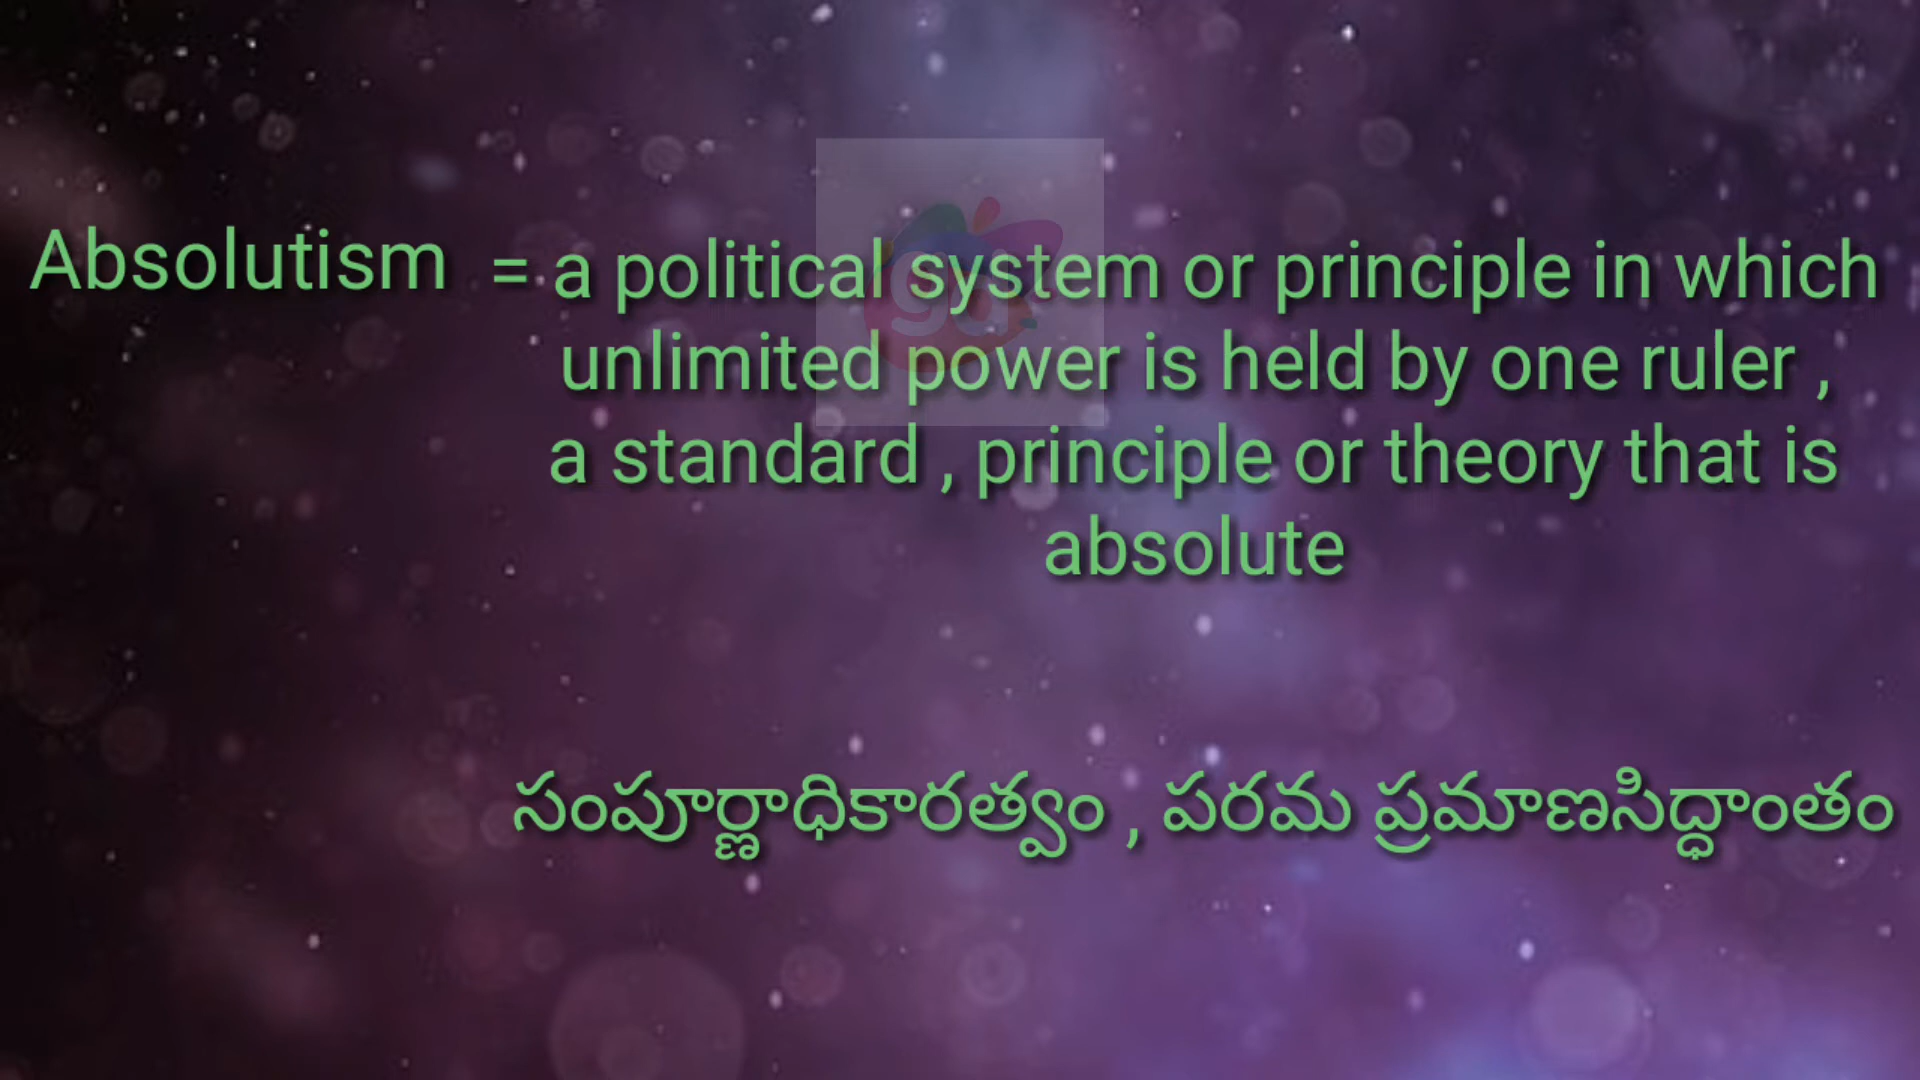 Absolutism = a political system or principle in which
unlimited power is held by one ruler ,
a standard , principle or theory that is
absolute
సంపూర్ణాధికారత్వం , పరమ ప్రమాణసిద్ధాంతం